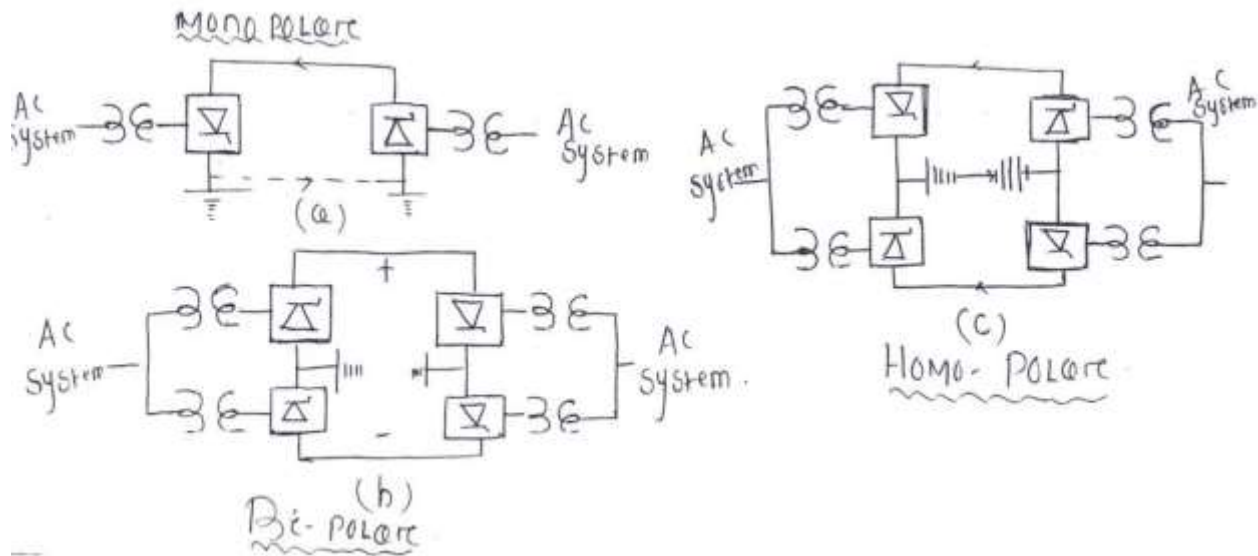 Mono Polare
AC
System
AC
System
(a)
AC
System
AC
System
(c)
Homo-Polare
AC
System
+
-
AC
System.
(b)
Bi-Polare